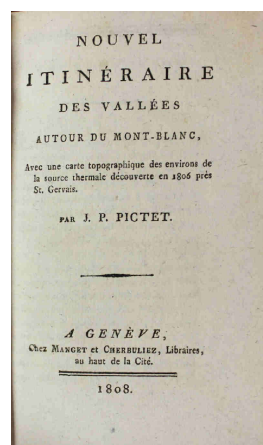 NOUVEL
ITINÉRAIRE
DES VALLÉES
AUTOUR DU MONT-BLANC,
Avec une carte topographique des environs de
la source thermale découverte en 1806 près
St. Gervais.
PAR J. P. PICTET.
A GENÈVE,
Chez MANGET et CHERBULIEZ, Libraires,
au haut de la Cité.
1808.